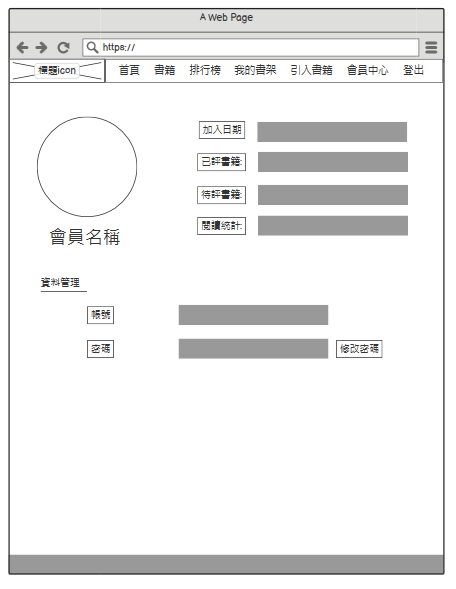 A Web Page
https://
標題icon 首頁 書籍 排行榜 我的書架 引入書籍 會員中心 登出
加入日期
已評書籍:
待評書籍:
閱讀統計:
會員名稱
資料管理
帳號
密碼 修改密碼